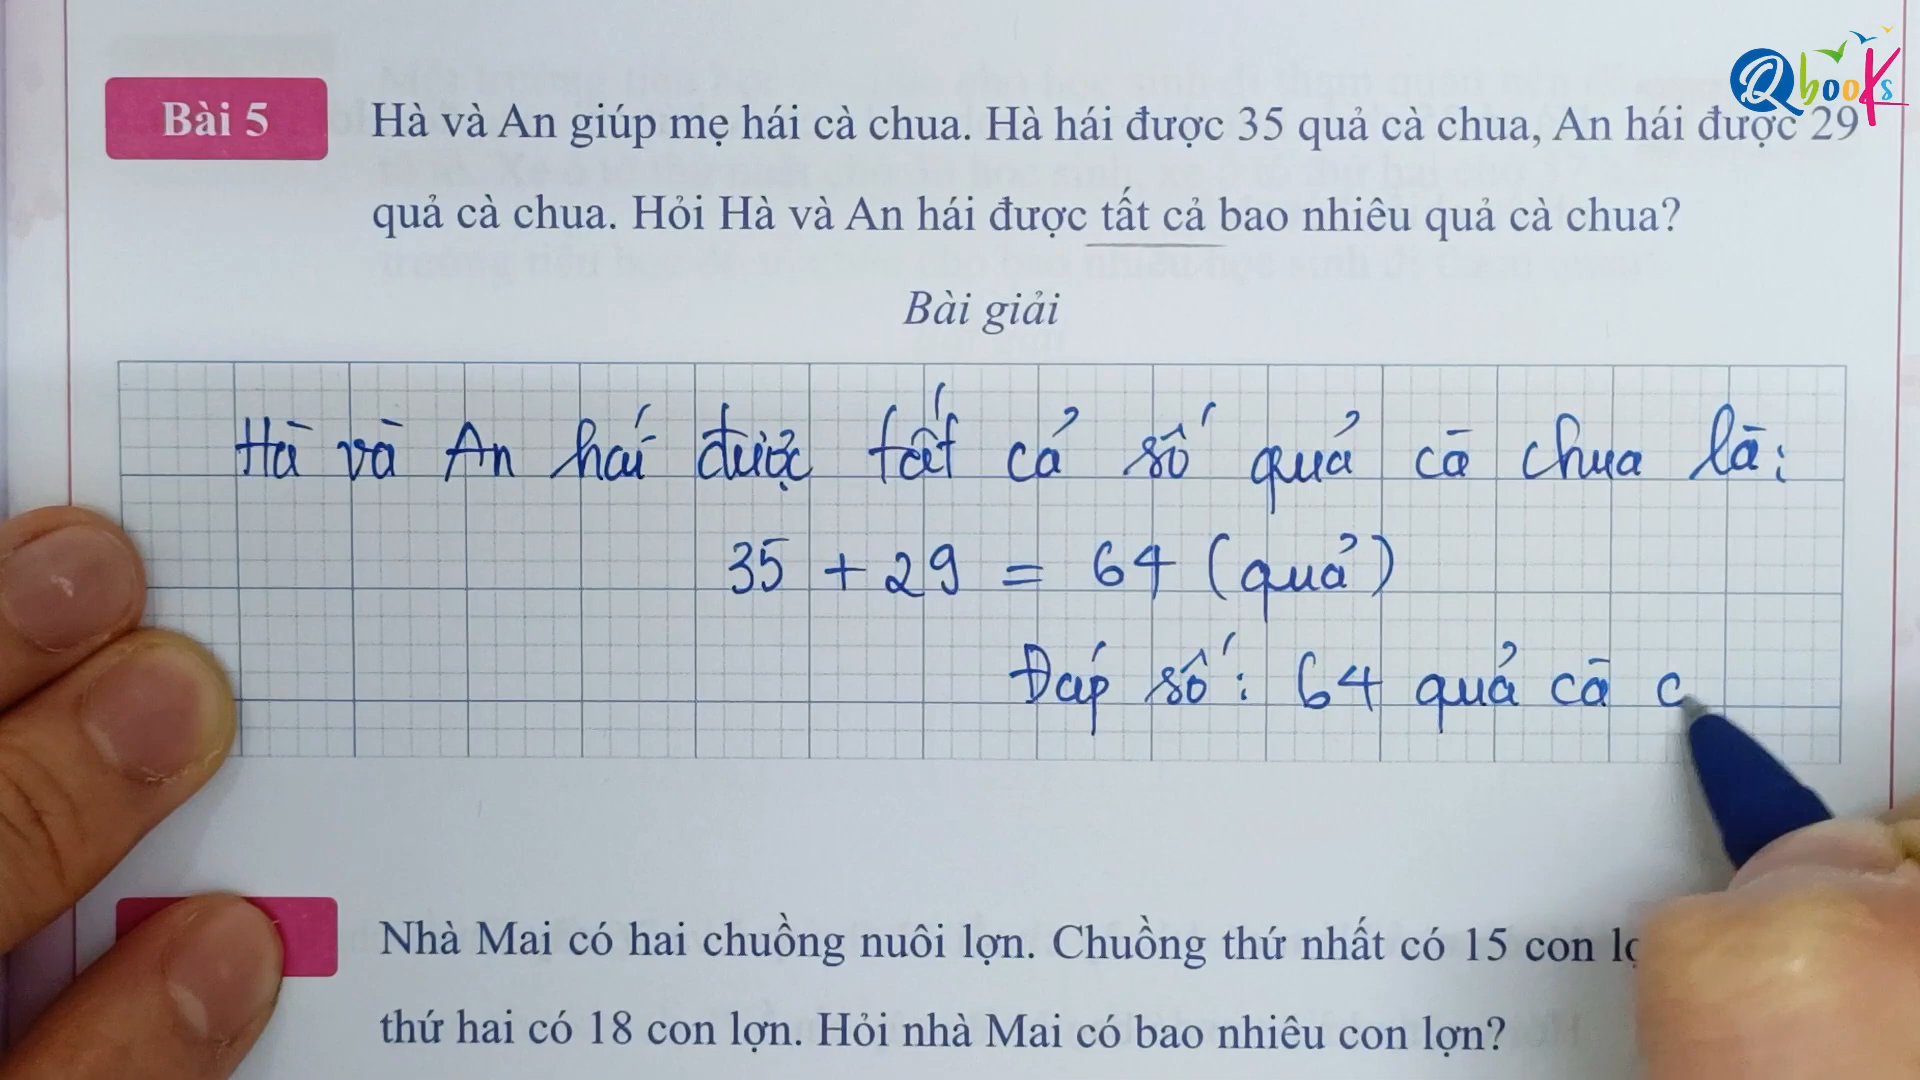 Qbooks
Bài 5
Hà và An giúp mẹ hái cà chua. Hà hái được 35 quả cà chua, An hái được 29
quả cà chua. Hỏi Hà và An hái được tất cả bao nhiêu quả cà chua?
Bài giải
Hà và An hái được tất cả số quả cà chua là:
35 + 29 = 64 (quả)
Đáp số: 64 quả cà c
Nhà Mai có hai chuồng nuôi lợn. Chuồng thứ nhất có 15 con
thứ hai có 18 con lợn. Hỏi nhà Mai có bao nhiêu con lợn?